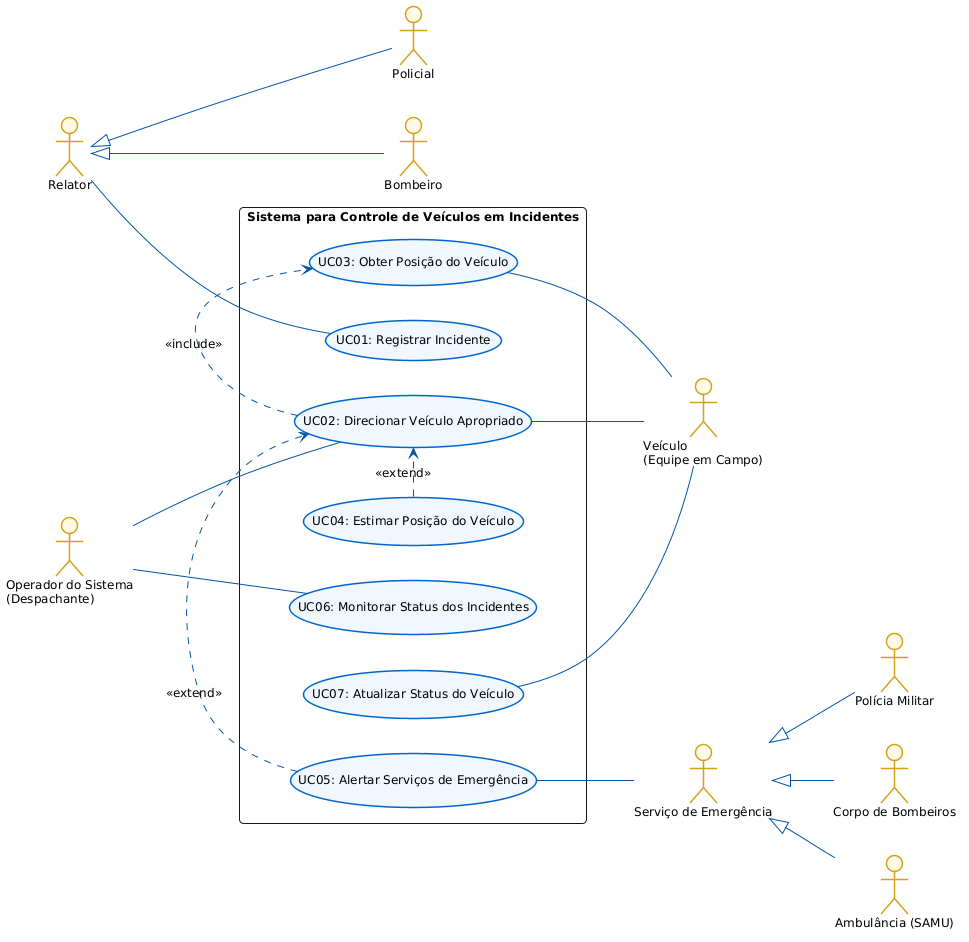 Policial
Relator
Bombeiro
Sistema para Controle de Veículos em Incidentes
UC03: Obter Posição do Veículo
UC01: Registrar Incidente
«include»
UC02: Direcionar Veículo Apropriado
Veículo
(Equipe em Campo)
«extend»
UC04: Estimar Posição do Veículo
Operador do Sistema
(Despachante)
UC06: Monitorar Status dos Incidentes
«extend»
UC07: Atualizar Status do Veículo
Polícia Militar
UC05: Alertar Serviços de Emergência
Serviço de Emergência
Corpo de Bombeiros
Ambulância (SAMU)